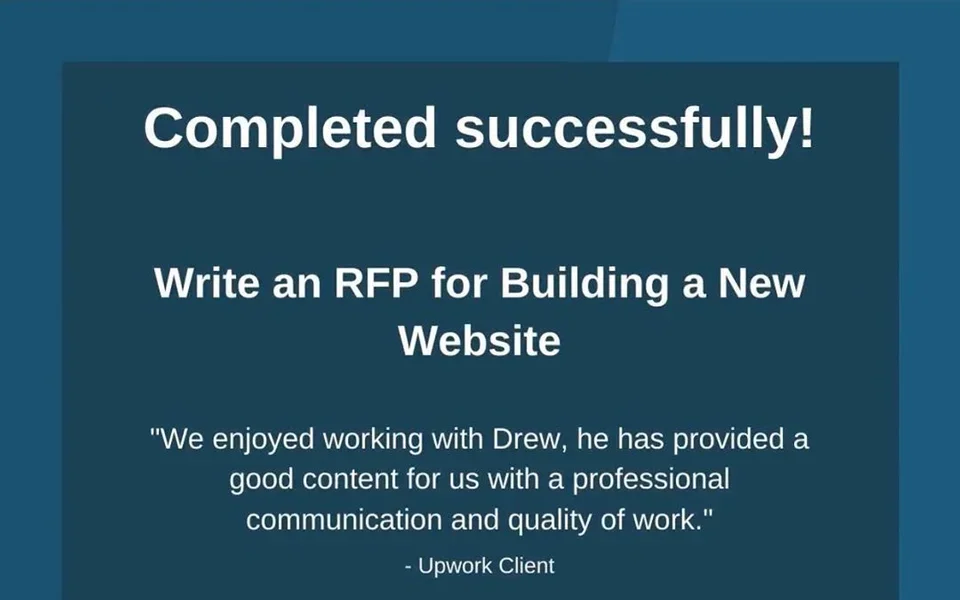 Completed successfully!
Write an RFP for Building a New
Website
"We enjoyed working with Drew, he has provided a
good content for us with a professional
communication and quality of work."
- Upwork Client